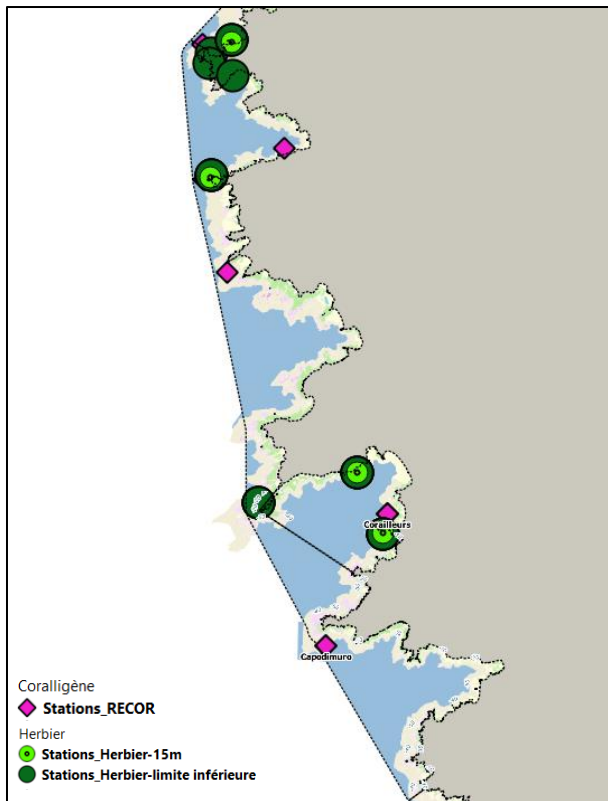 Corailleurs
Capodimuro
Coralligène
Stations_RECOR
Herbier
Stations_Herbier-15m
Stations_Herbier-limite inférieure